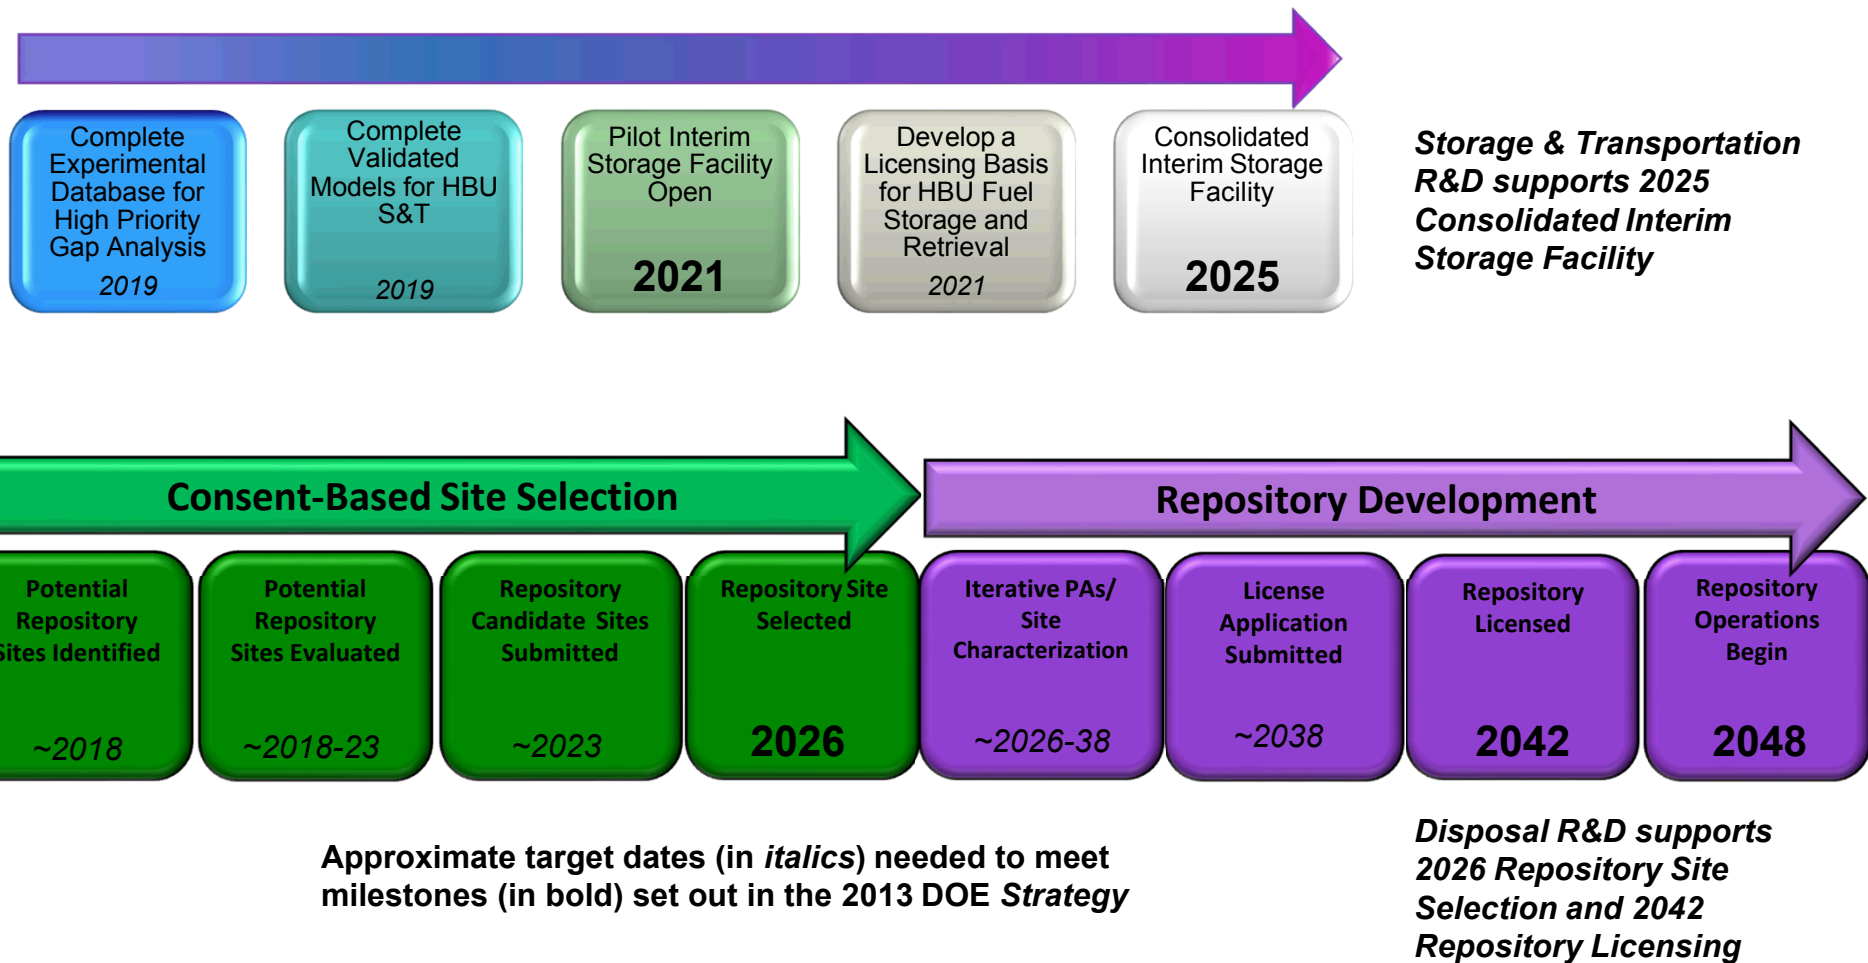 Complete
Experimental
Database for
High Priority
Gap Analysis
2019
Complete
Validated
Models for HBU
S&T
2019
Pilot Interim
Storage Facility
Open
2021
Develop a
Licensing Basis
for HBU Fuel
Storage and
Retrieval
2021
Consolidated
Interim Storage
Facility
2025
Storage & Transportation
R&D supports 2025
Consolidated Interim
Storage Facility
Consent-Based Site Selection
Repository Development
Potential
Repository
Sites Identified
~2018
Potential
Repository
Sites Evaluated
~2018-23
Repository
Candidate Sites
Submitted
~2023
Repository Site
Selected
2026
Iterative PAs/
Site
Characterization
~2026-38
License
Application
Submitted
~2038
Repository
Licensed
2042
Repository
Operations
Begin
2048
Approximate target dates (in italics) needed to meet
milestones (in bold) set out in the 2013 DOE Strategy
Disposal R&D supports
2026 Repository Site
Selection and 2042
Repository Licensing